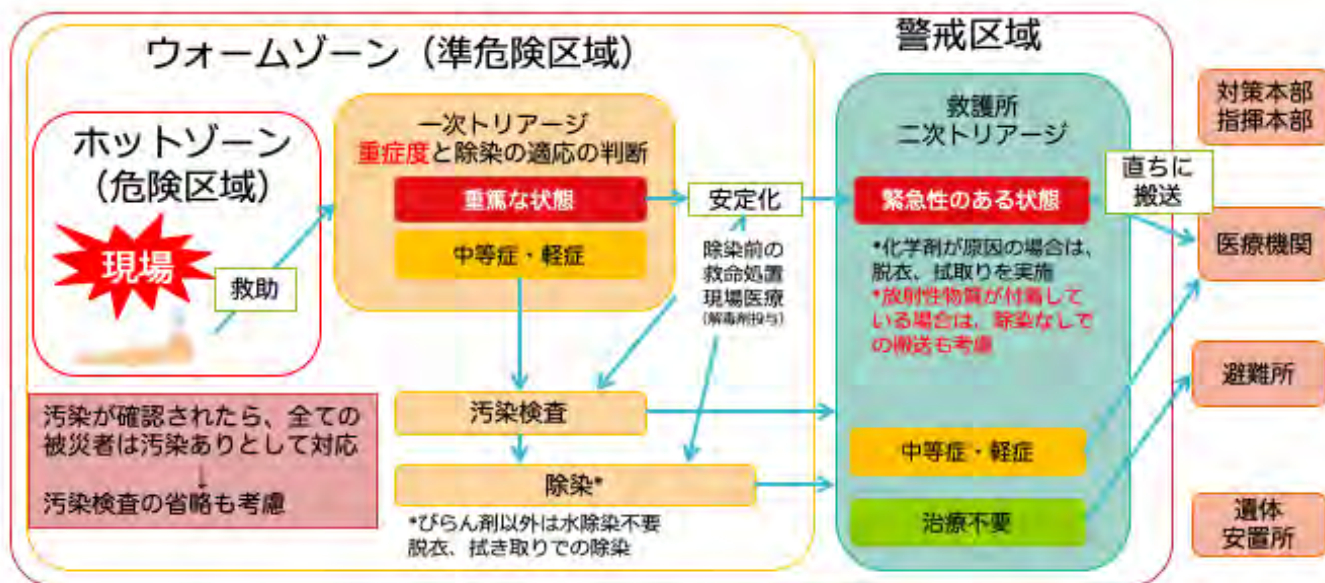 ウォームゾーン（準危険区域）
警戒区域
ホットゾーン
（危険区域）
現場
救助
汚染が確認されたら、全ての
被災者は汚染ありとして対応
↓
汚染検査の省略も考慮
一次トリアージ
重症度と除染の適応の判断
重篤な状態
中等症・軽症
安定化
除染前の
救命処置
現場医療
（解毒剤投与）
汚染検査
除染*
*びらん剤以外は水除染不要
脱衣、拭き取りでの除染
救護所
二次トリアージ
緊急性のある状態
*化学剤が原因の場合は、
脱衣、拭取りを実施
*放射性物質が付着して
いる場合は、除染なしで
の搬送も考慮
中等症・軽症
治療不要
直ちに
搬送
対策本部
指揮本部
医療機関
避難所
遺体
安置所